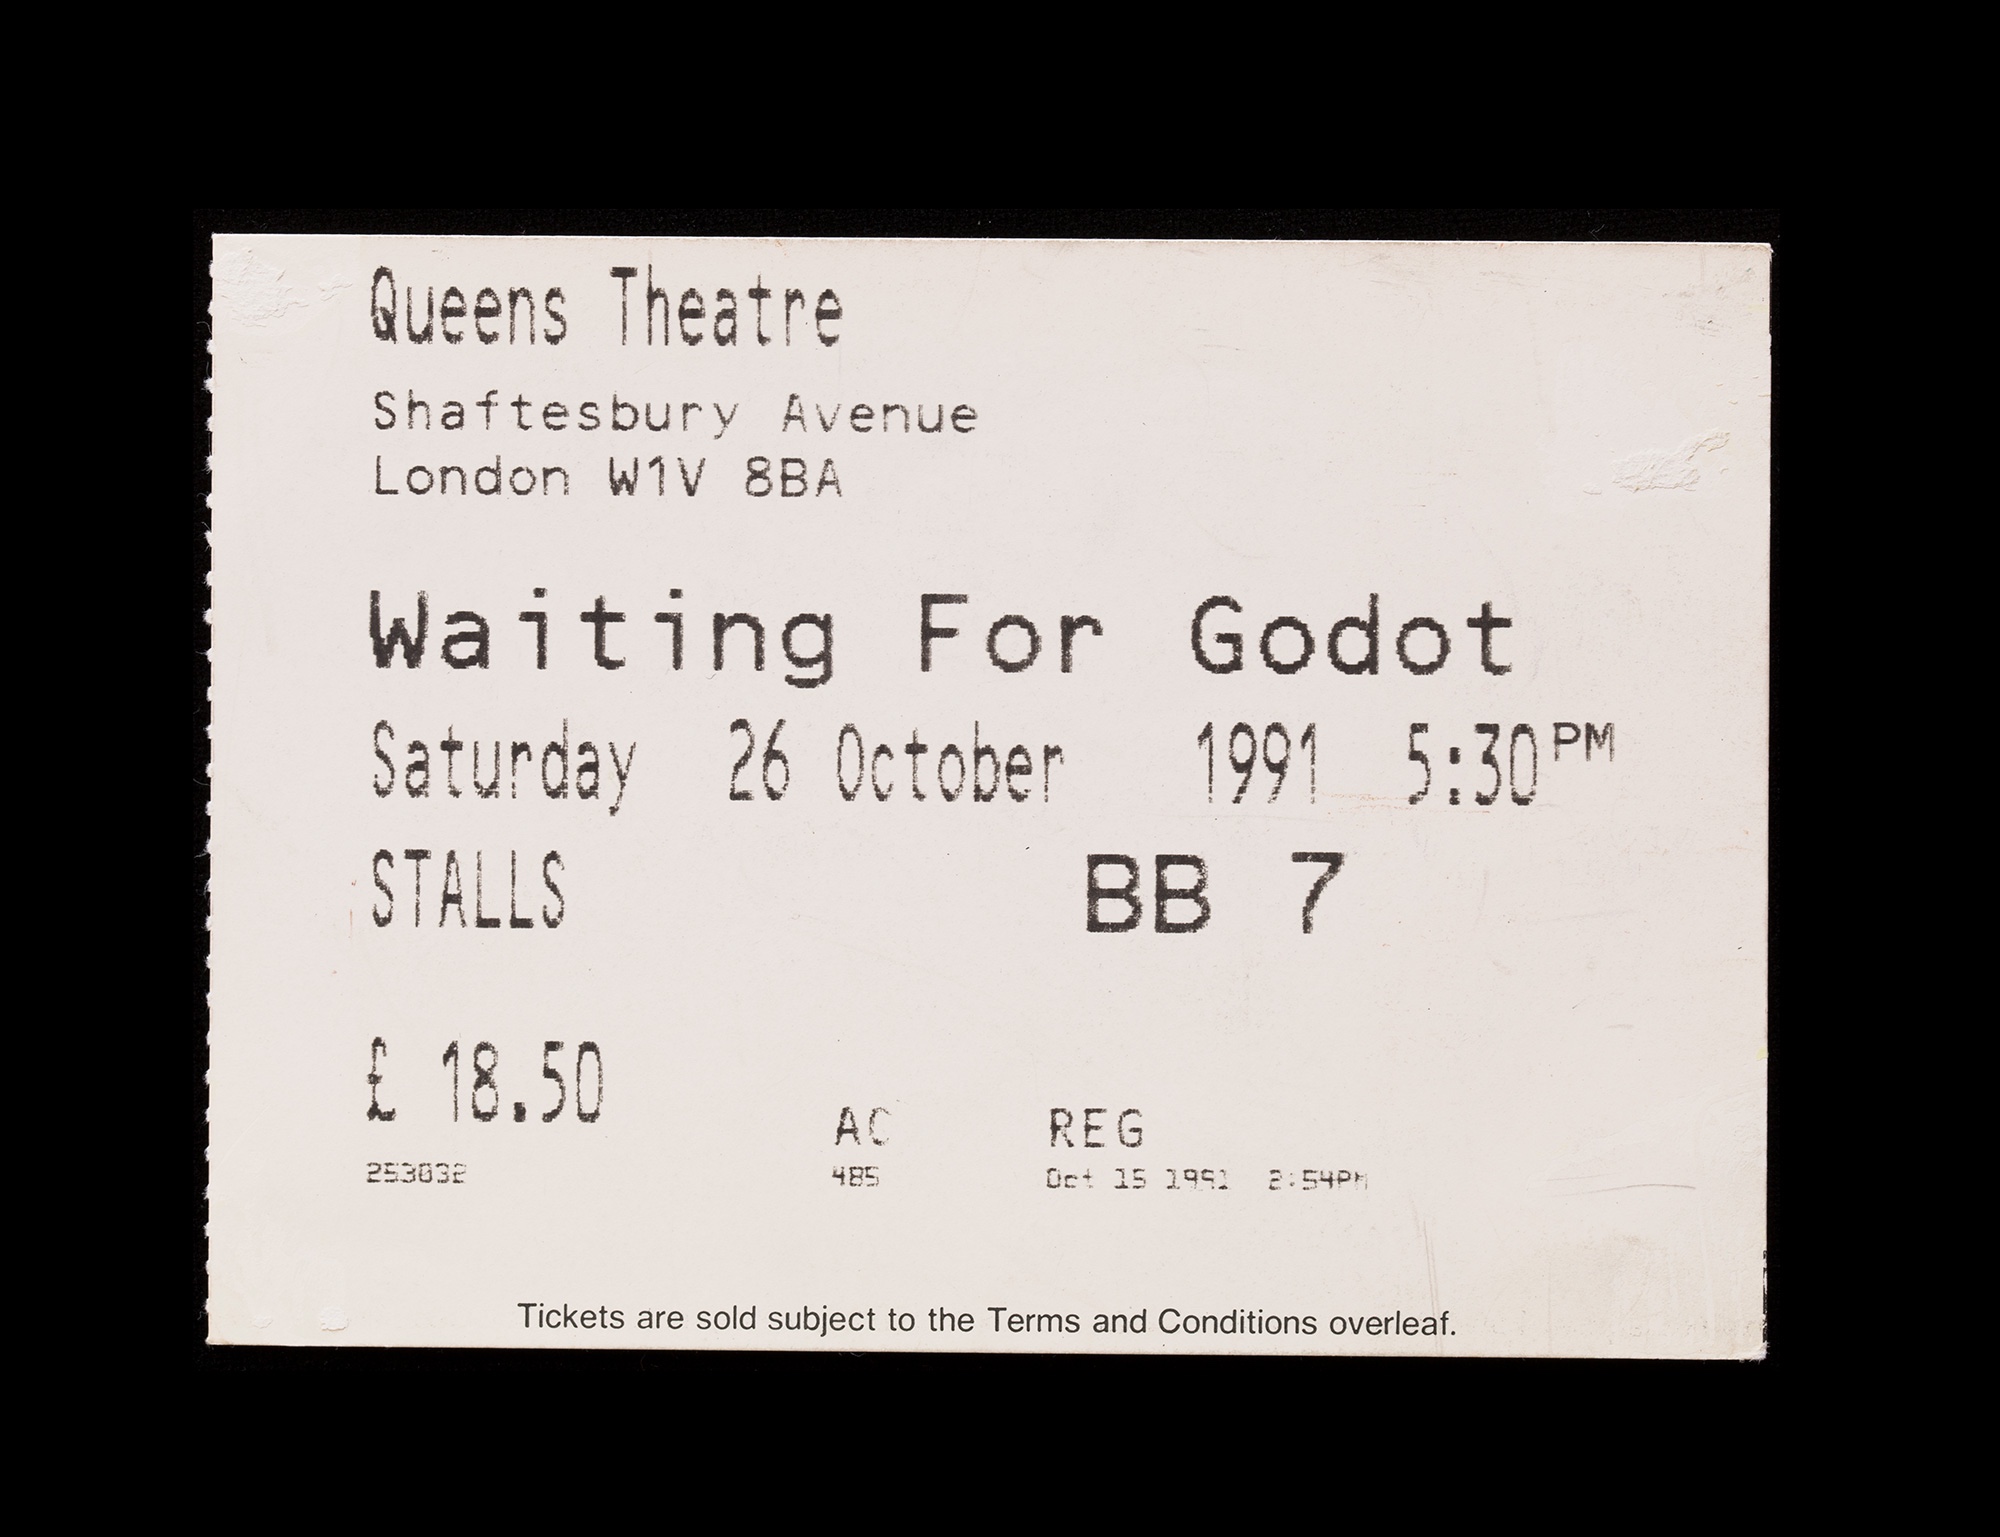 Queens Theatre
Shaftesbury Avenue
London W1V 8BA
Waiting For Godot
Saturday 26 October 1991 5:30PM
STALLS BB 7
£ 18.50
AC REG
253032 485 Oct 15 1991 2:54PM
Tickets are sold subject to the Terms and Conditions overleaf.